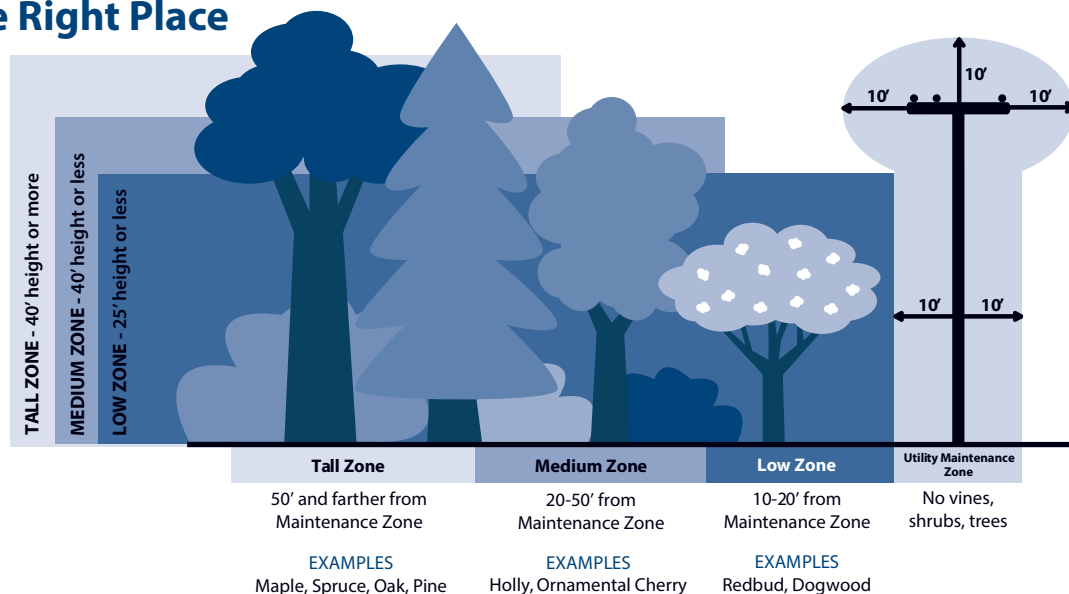 e Right Place
TALL ZONE - 40′ height or more
MEDIUM ZONE - 40′ height or less
LOW ZONE - 25′ height or less
10′
10′
10′
10′
10′
Tall Zone
50′ and farther from
Maintenance Zone
EXAMPLES
Maple, Spruce, Oak, Pine
Medium Zone
20-50′ from
Maintenance Zone
EXAMPLES
Holly, Ornamental Cherry
Low Zone
10-20′ from
Maintenance Zone
EXAMPLES
Redbud, Dogwood
Utility Maintenance
Zone
No vines,
shrubs, trees